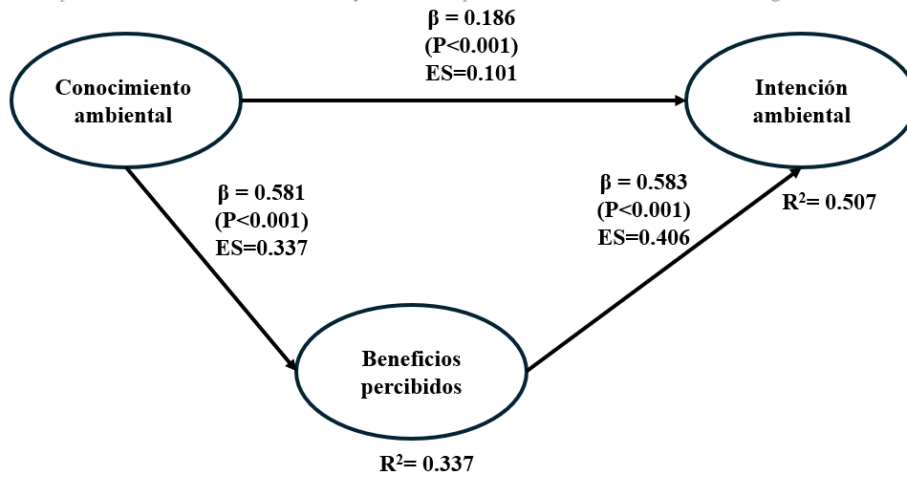 β = 0.186
(P<0.001)
ES=0.101
Conocimiento
ambiental
Intención
ambiental
β = 0.581
(P<0.001)
ES=0.337
β = 0.583
(P<0.001)
ES=0.406
R²= 0.507
Beneficios
percibidos
R²= 0.337